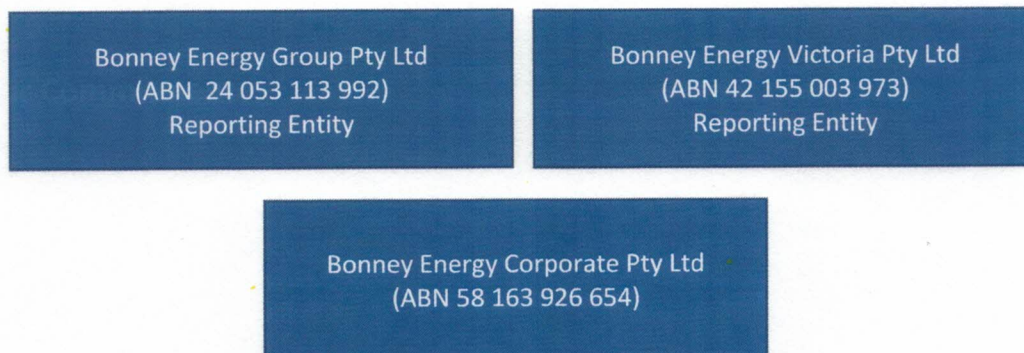 Bonney Energy Group Pty Ltd
(ABN 24 053 113 992)
Reporting Entity
Bonney Energy Victoria Pty Ltd
(ABN 42 155 003 973)
Reporting Entity
Bonney Energy Corporate Pty Ltd
(ABN 58 163 926 654)